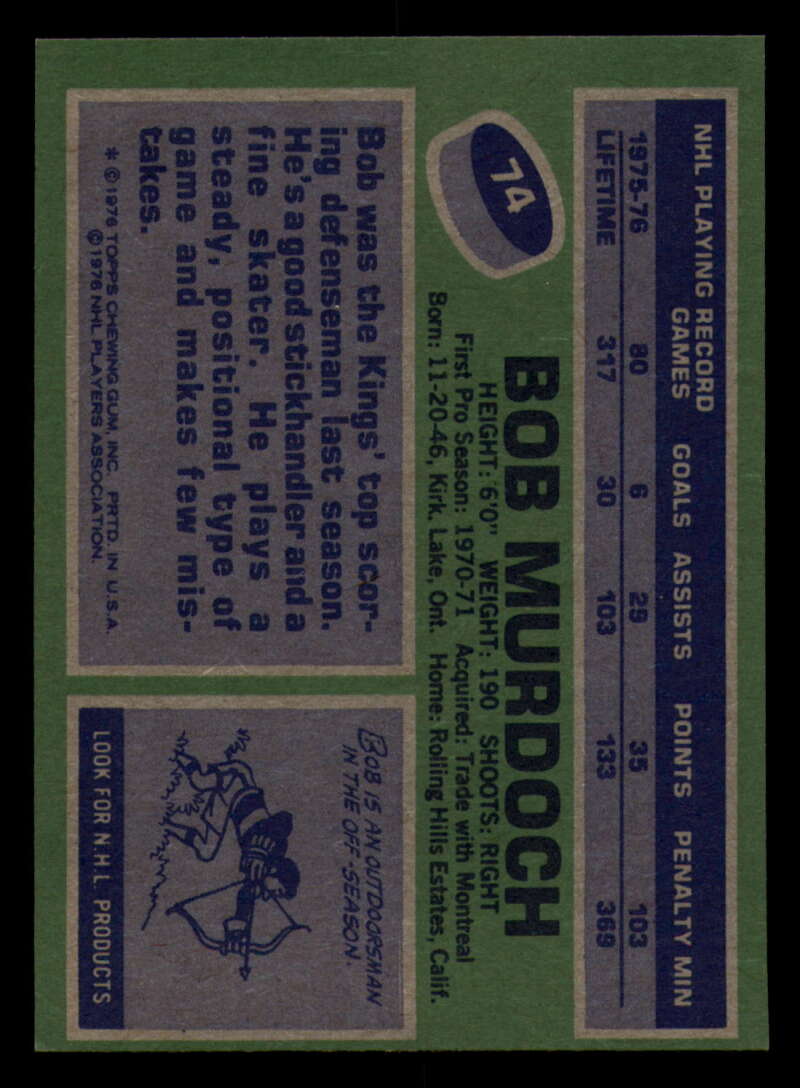 NHL PLAYING RECORD
GAMES GOALS ASSISTS POINTS PENALTY MIN
1975-76 80 6 29 35 103
LIFETIME 317 30 103 133 369
74
BOB MURDOCH
HEIGHT: 6'0" WEIGHT: 190 SHOOTS: RIGHT
First Pro Season: 1970-71 Acquired: Trade with Montreal
Born: 11-20-46, Kirk. Lake, Ont. Home: Rolling Hills Estates, Calif.
Bob was the Kings' top scor-
ing defenseman last season.
He's a good stickhandler and a
fine skater. He plays a
steady, positional type of
game and makes few mis-
takes.
* ©1976 TOPPS CHEWING GUM, INC. PRTD. IN U.S.A.
©1976 NHL PLAYERS ASSOCIATION.
BOB IS AN OUTDOORSMAN
IN THE OFF-SEASON.
LOOK FOR N.H.L. PRODUCTS